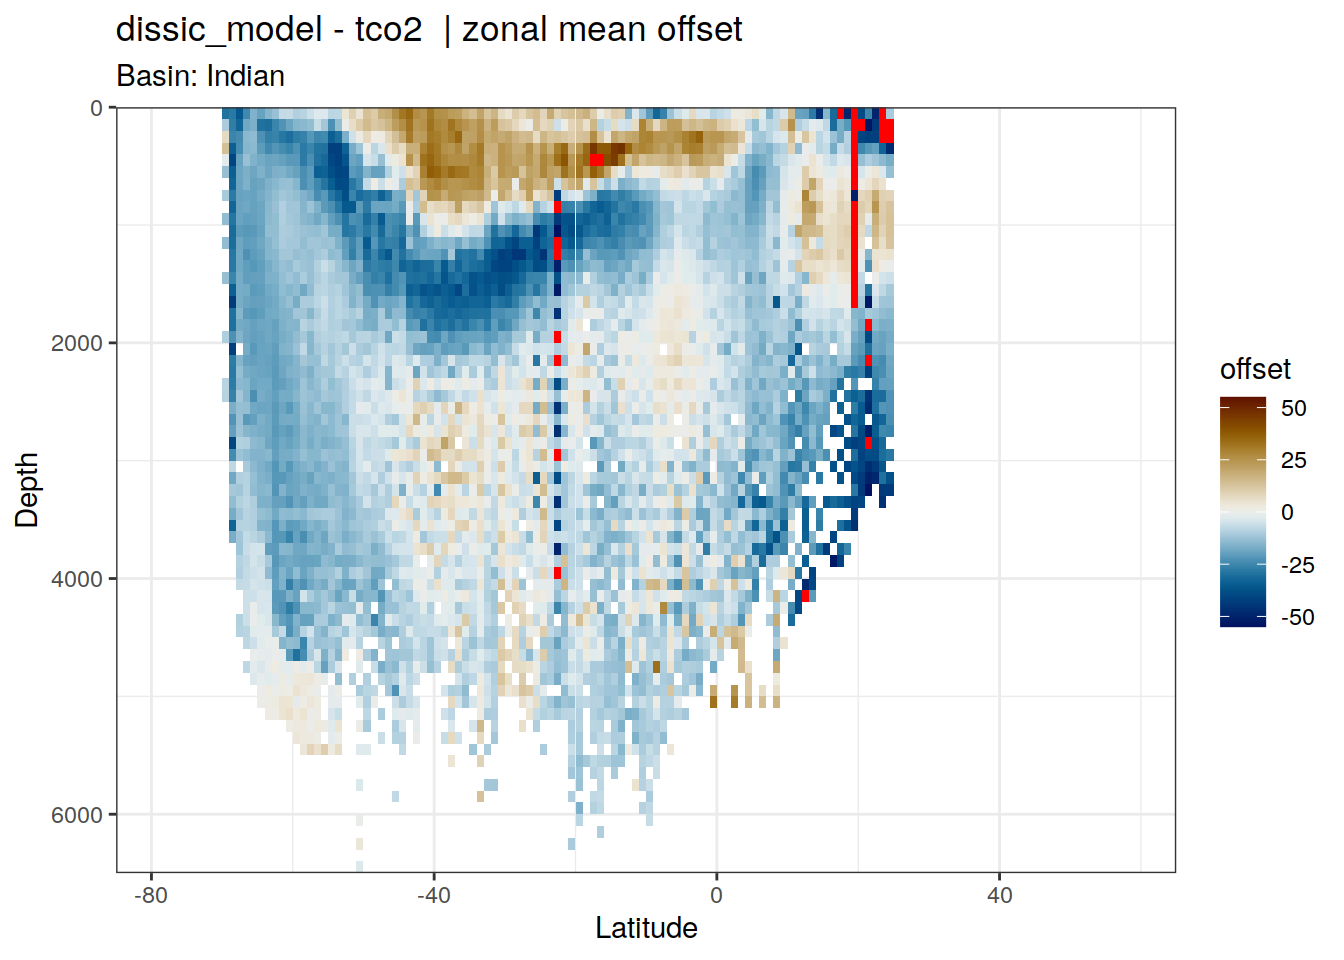 dissic_model - tco2  | zonal mean offset
Basin: Indian
0
2000
4000
6000
Depth
-80
-40
0
40
Latitude
offset
50
25
0
-25
-50